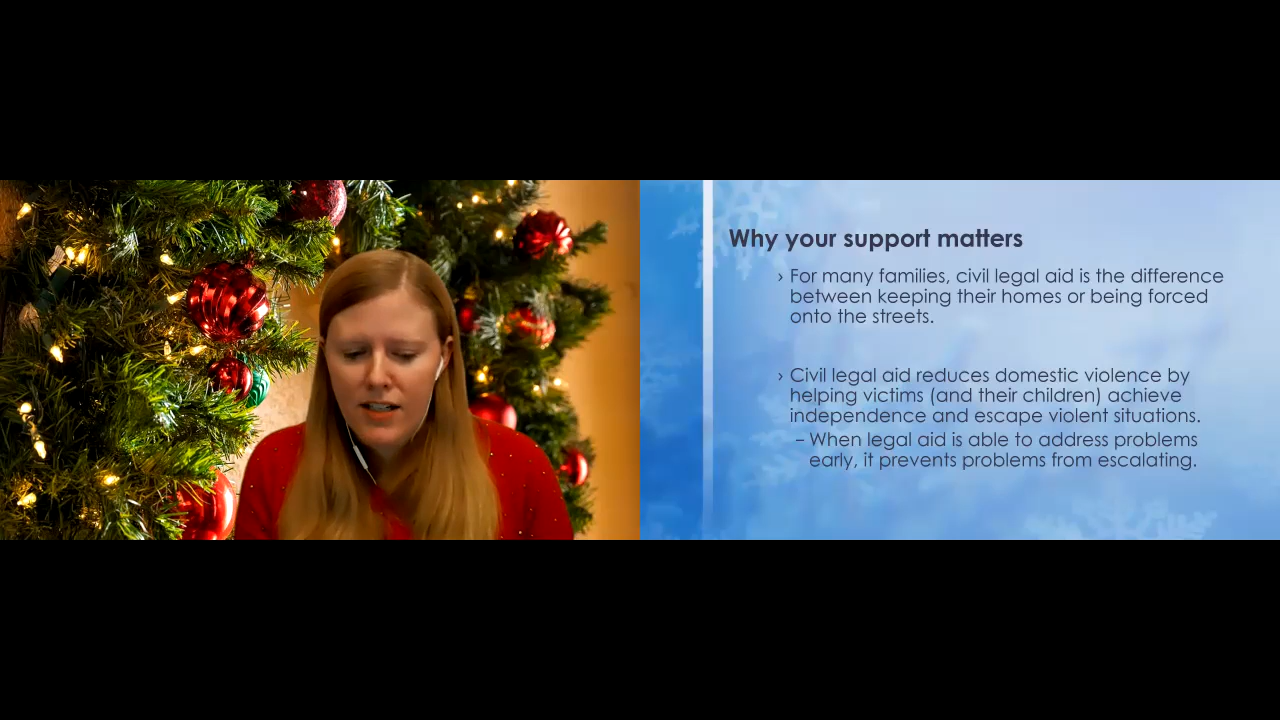 Why your support matters
› For many families, civil legal aid is the difference
between keeping their homes or being forced
onto the streets.
› Civil legal aid reduces domestic violence by
helping victims (and their children) achieve
independence and escape violent situations.
– When legal aid is able to address problems
early, it prevents problems from escalating.